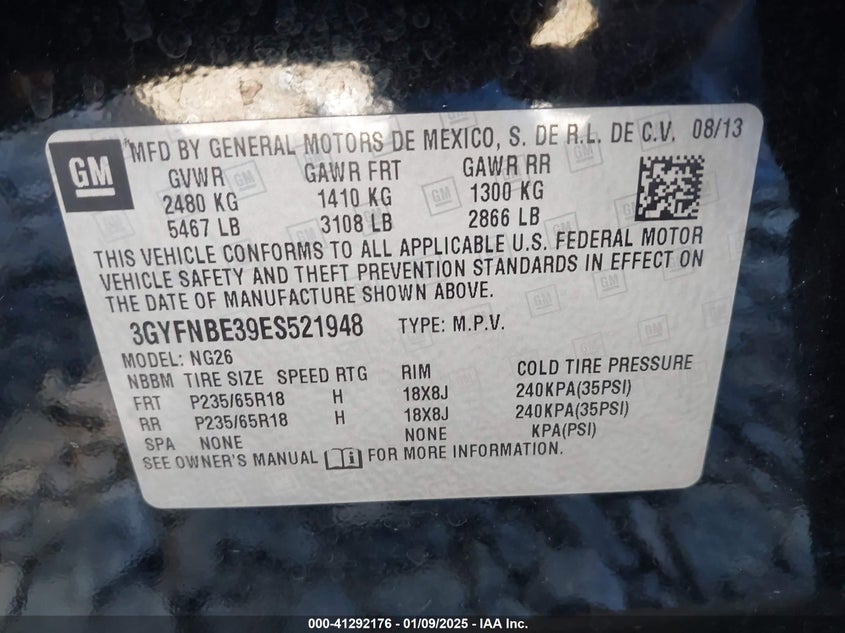 GM
MFD BY GENERAL MOTORS DE MEXICO, S. DE R.L. DE C.V. 08/13
GVWR GAWR FRT GAWR RR
2480 KG 1410 KG 1300 KG
5467 LB 3108 LB 2866 LB
THIS VEHICLE CONFORMS TO ALL APPLICABLE U.S. FEDERAL MOTOR
VEHICLE SAFETY AND THEFT PREVENTION STANDARDS IN EFFECT ON
THE DATE OF MANUFACTURE SHOWN ABOVE.
3GYFNBE39ES521948 TYPE: M.P.V.
MODEL: NG26
NBBM TIRE SIZE SPEED RTG RIM COLD TIRE PRESSURE
FRT P235/65R18 H 18X8J 240KPA(35PSI)
RR P235/65R18 H 18X8J 240KPA(35PSI)
SPA NONE NONE KPA(PSI)
SEE OWNER'S MANUAL FOR MORE INFORMATION.
000-41292176 | 01/09/2025 - IAA Inc.